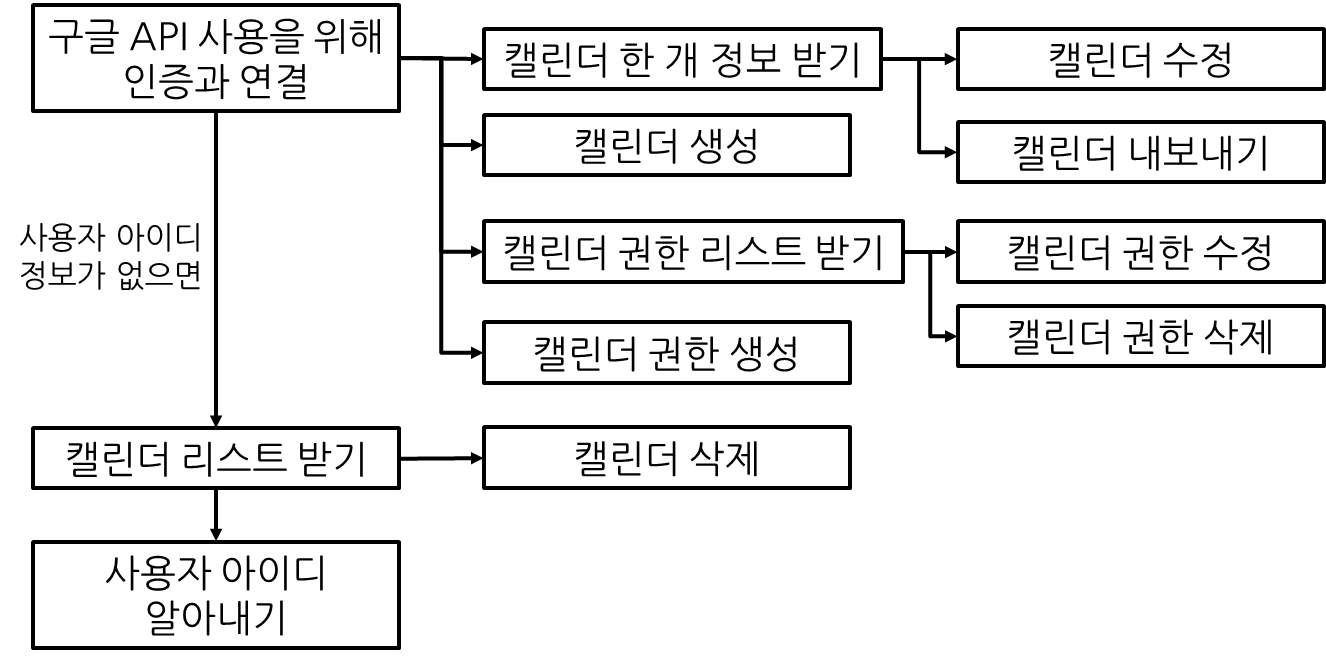 구글 API 사용을 위해
인증과 연결
캘린더 한 개 정보 받기
캘린더 수정
캘린더 생성
캘린더 내보내기
사용자 아이디
정보가 없으면
캘린더 권한 리스트 받기
캘린더 권한 수정
캘린더 권한 생성
캘린더 권한 삭제
캘린더 리스트 받기
캘린더 삭제
사용자 아이디
알아내기